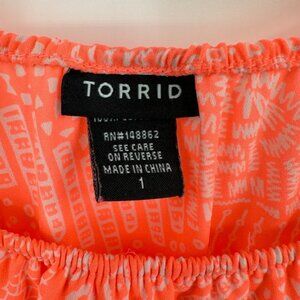 TORRID
RN#148862
SEE CARE
ON REVERSE
MADE IN CHINA
1